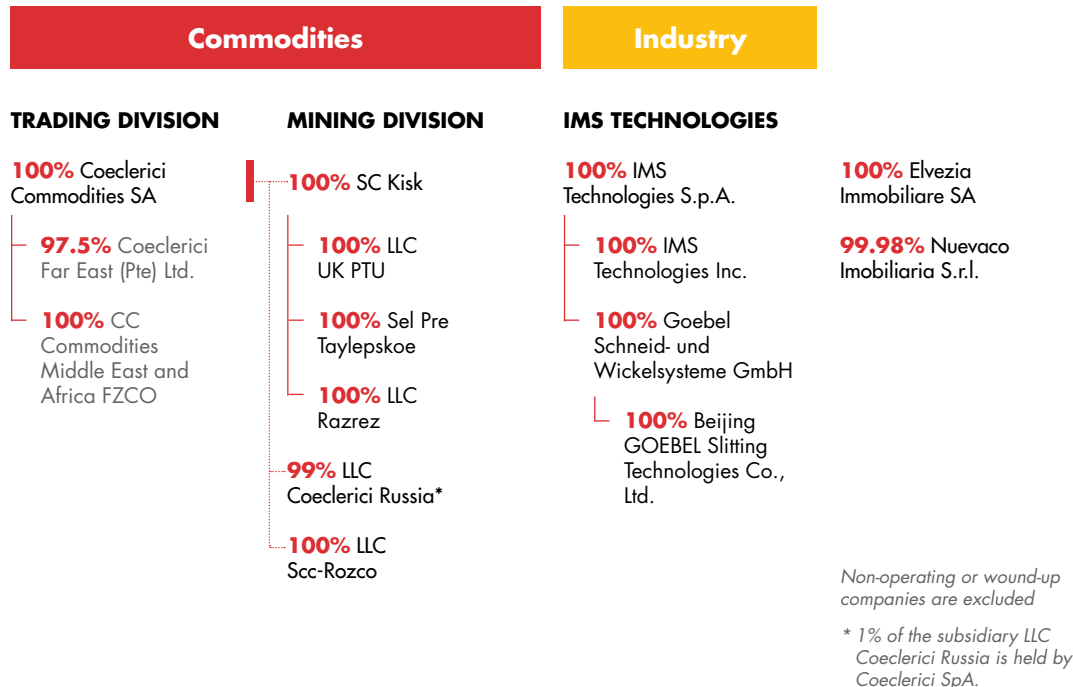 Commodities
Industry
TRADING DIVISION
100% Coeclerici
Commodities SA
97.5% Coeclerici
Far East (Pte) Ltd.
100% CC
Commodities
Middle East and
Africa FZCO
MINING DIVISION
100% SC Kisk
100% LLC
UK PTU
100% Sel Pre
Taylepskoe
100% LLC
Razrez
99% LLC
Coeclerici Russia*
100% LLC
Scc-Rozco
IMS TECHNOLOGIES
100% IMS
Technologies S.p.A.
100% IMS
Technologies Inc.
100% Goebel
Schneid- und
Wickelsysteme GmbH
100% Beijing
GOEBEL Slitting
Technologies Co.,
Ltd.
100% Elvezia
Immobiliare SA
99.98% Nuevaco
Imobiliaria S.r.l.
Non-operating or wound-up
companies are excluded
* 1% of the subsidiary LLC
Coeclerici Russia is held by
Coeclerici SpA.